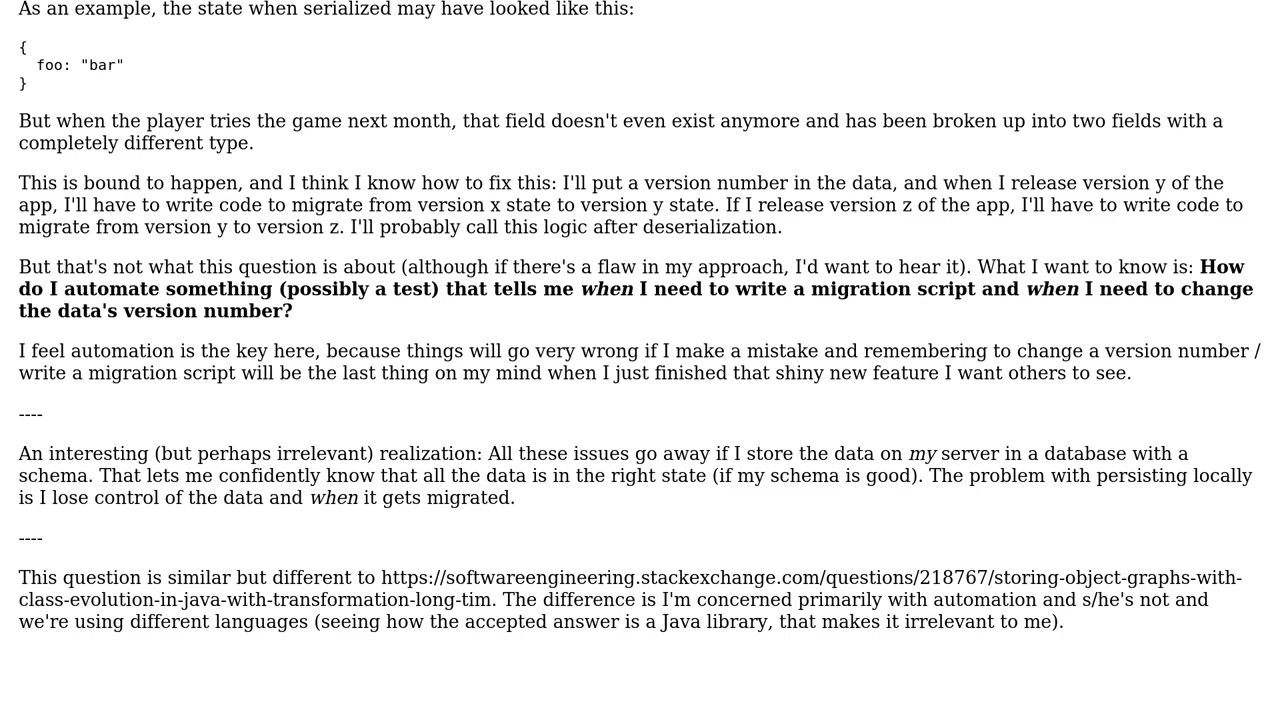 As an example, the state when serialized may have looked like this:
{
  foo: "bar"
}
But when the player tries the game next month, that field doesn't even exist anymore and has been broken up into two fields with a
completely different type.
This is bound to happen, and I think I know how to fix this: I'll put a version number in the data, and when I release version y of the
app, I'll have to write code to migrate from version x state to version y state. If I release version z of the app, I'll have to write code to
migrate from version y to version z. I'll probably call this logic after deserialization.
But that's not what this question is about (although if there's a flaw in my approach, I'd want to hear it). What I want to know is: How
do I automate something (possibly a test) that tells me when I need to write a migration script and when I need to change
the data's version number?
I feel automation is the key here, because things will go very wrong if I make a mistake and remembering to change a version number /
write a migration script will be the last thing on my mind when I just finished that shiny new feature I want others to see.
----
An interesting (but perhaps irrelevant) realization: All these issues go away if I store the data on my server in a database with a
schema. That lets me confidently know that all the data is in the right state (if my schema is good). The problem with persisting locally
is I lose control of the data and when it gets migrated.
----
This question is similar but different to https://softwareengineering.stackexchange.com/questions/218767/storing-object-graphs-with-
class-evolution-in-java-with-transformation-long-tim. The difference is I'm concerned primarily with automation and s/he's not and
we're using different languages (seeing how the accepted answer is a Java library, that makes it irrelevant to me).